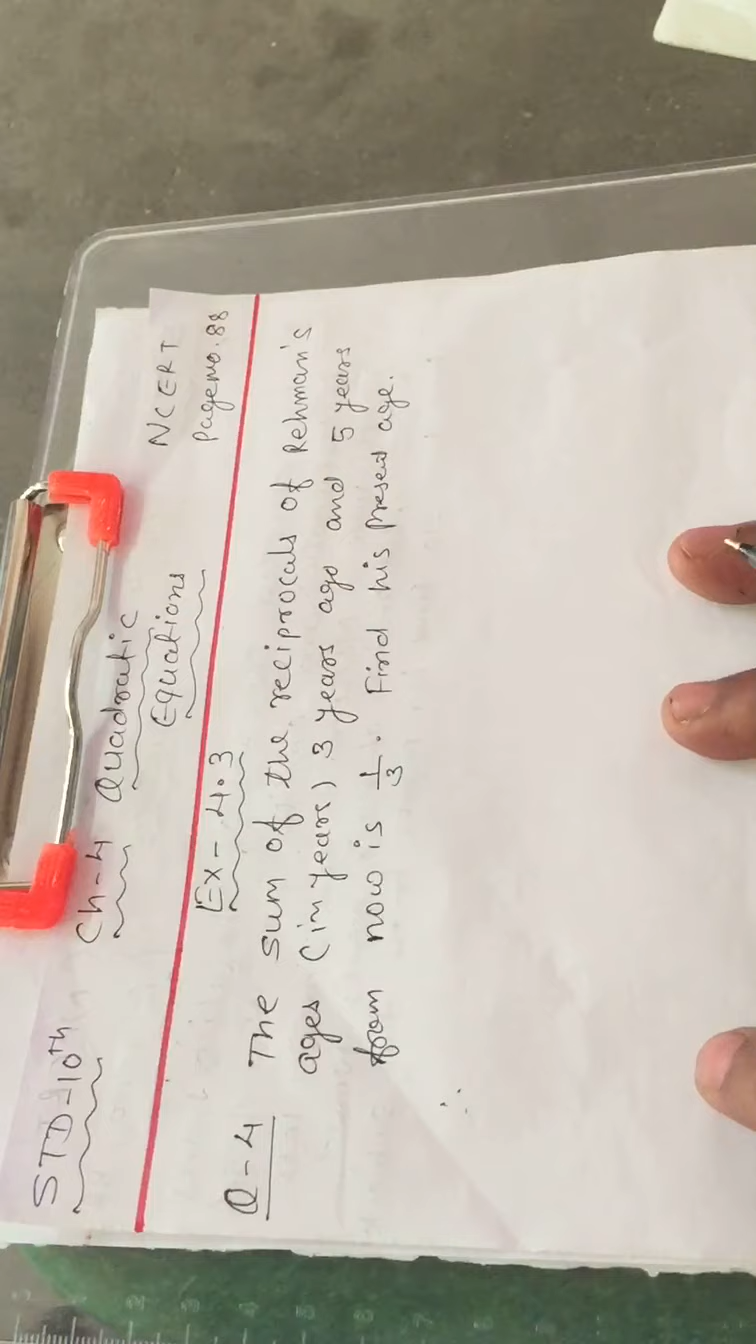 STD-10th Ch-4 Quadratic NCERT
Equations Page no. 88
Ex-4.3
Q-4 The sum of the reciprocals of Rehman's
ages (in years) 3 years ago and 5 years
from now is 1/3. Find his present age.
∴